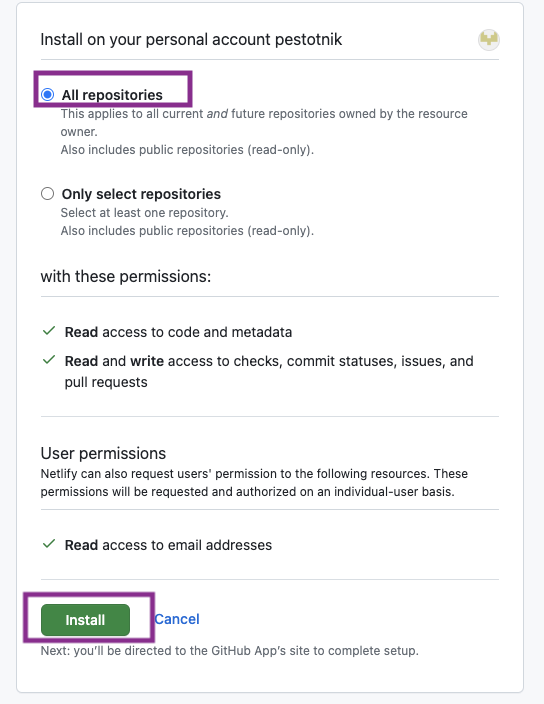 Install on your personal account pestotnik
All repositories
This applies to all current and future repositories owned by the resource
owner.
Also includes public repositories (read-only).
Only select repositories
Select at least one repository.
Also includes public repositories (read-only).
with these permissions:
Read access to code and metadata
Read and write access to checks, commit statuses, issues, and
pull requests
User permissions
Netlify can also request users' permission to the following resources. These
permissions will be requested and authorized on an individual-user basis.
Read access to email addresses
Install Cancel
Next: you’ll be directed to the GitHub App’s site to complete setup.